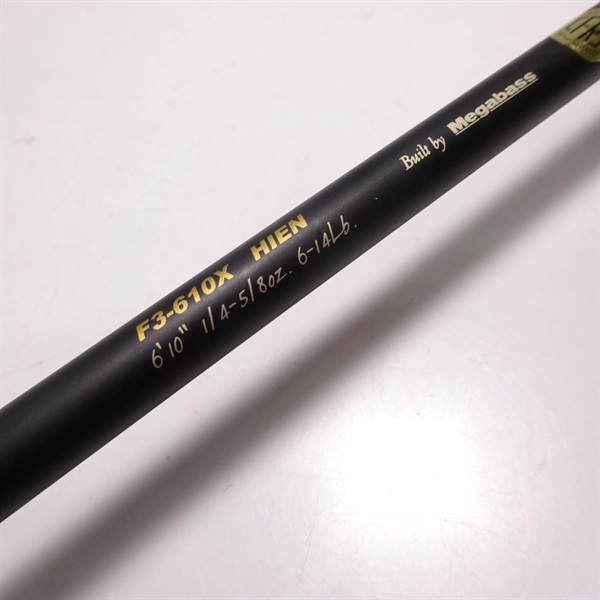 F3-610X HIEN
6'10" 1/4-5/8oz. 6-14Lb.
Built by Megabass